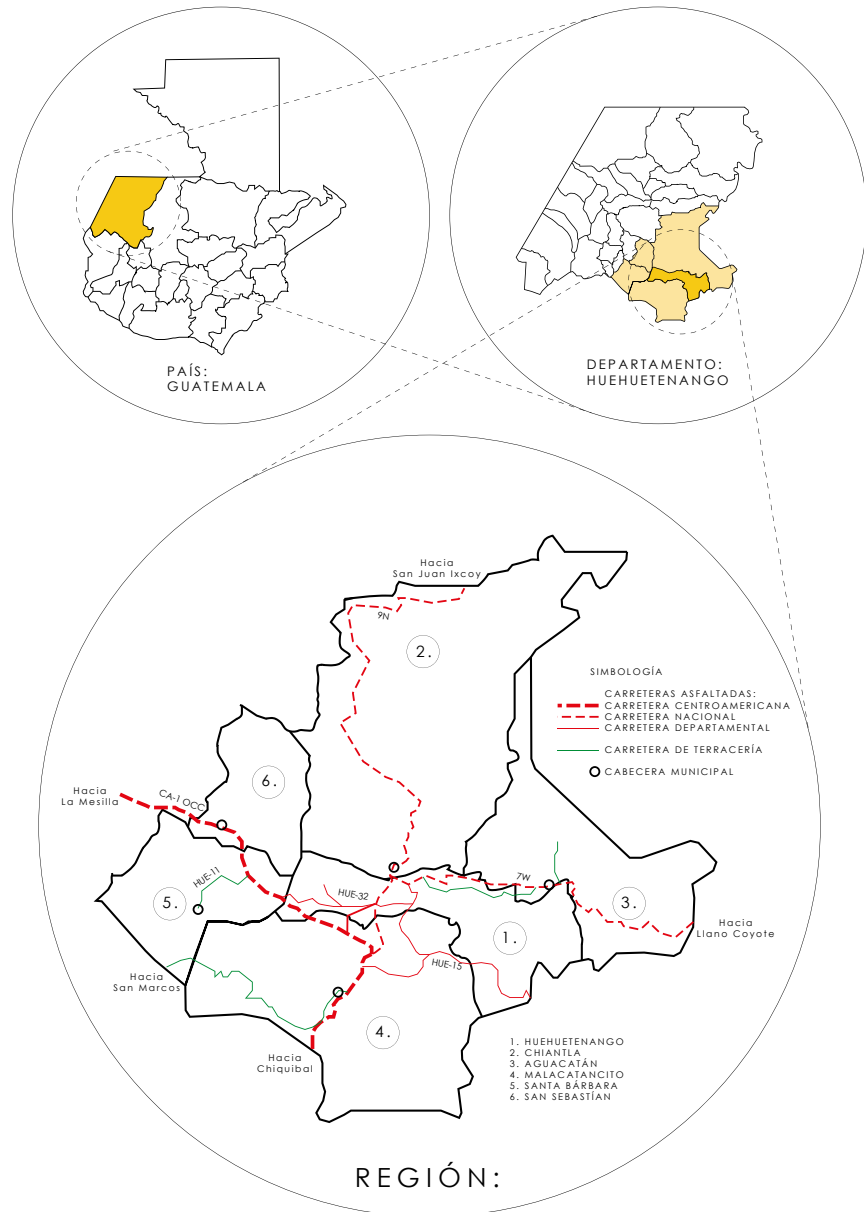 PAÍS:
GUATEMALA
DEPARTAMENTO:
HUEHUETENANGO
Hacia
San Juan Ixcoy
9N
2.
SIMBOLOGÍA
CARRETERAS ASFALTADAS:
CARRETERA CENTROAMERICANA
CARRETERA NACIONAL
CARRETERA DEPARTAMENTAL
CARRETERA DE TERRACERÍA
CABECERA MUNICIPAL
6.
Hacia
La Mesilla
CA-1 OCC
HUE-11
5.
HUE-32
7W
3.
1.
Hacia
Llano Coyote
HUE-15
Hacia
San Marcos
4.
Hacia
Chiquibal
1. HUEHUETENANGO
2. CHIANTLA
3. AGUACATÁN
4. MALACATANCITO
5. SANTA BÁRBARA
6. SAN SEBASTÍAN
REGIÓN: